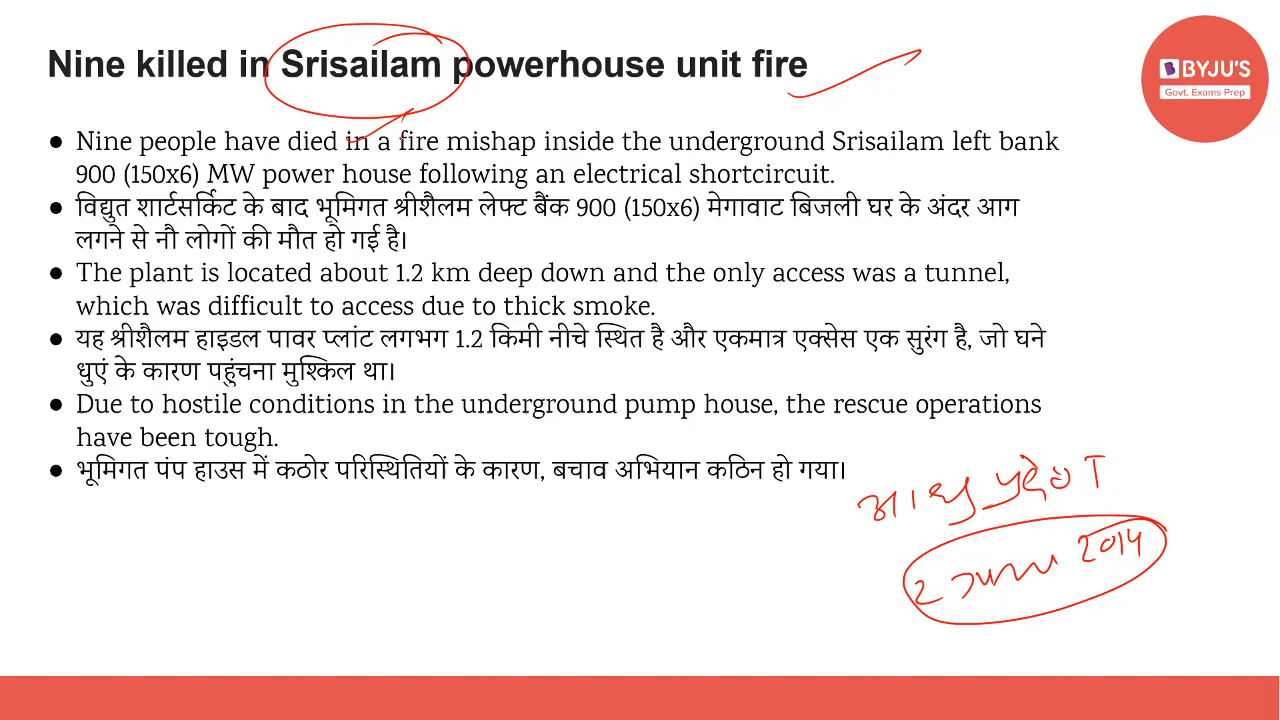 Nine killed in Srisailam powerhouse unit fire
BYJU'S
Govt. Exams Prep
● Nine people have died in a fire mishap inside the underground Srisailam left bank
900 (150x6) MW power house following an electrical shortcircuit.
● विद्युत शार्टसर्किट के बाद भूमिगत श्रीशैलम लेफ्ट बैंक 900 (150x6) मेगावाट बिजली घर के अंदर आग
लगने से नौ लोगों की मौत हो गई है।
● The plant is located about 1.2 km deep down and the only access was a tunnel,
which was difficult to access due to thick smoke.
● यह श्रीशैलम हाइडल पावर प्लांट लगभग 1.2 किमी नीचे स्थित है और एकमात्र एक्सेस एक सुरंग है, जो घने
धुएं के कारण पहुंचना मुश्किल था।
● Due to hostile conditions in the underground pump house, the rescue operations
have been tough.
● भूमिगत पंप हाउस में कठोर परिस्थितियों के कारण, बचाव अभियान कठिन हो गया।
2 2014